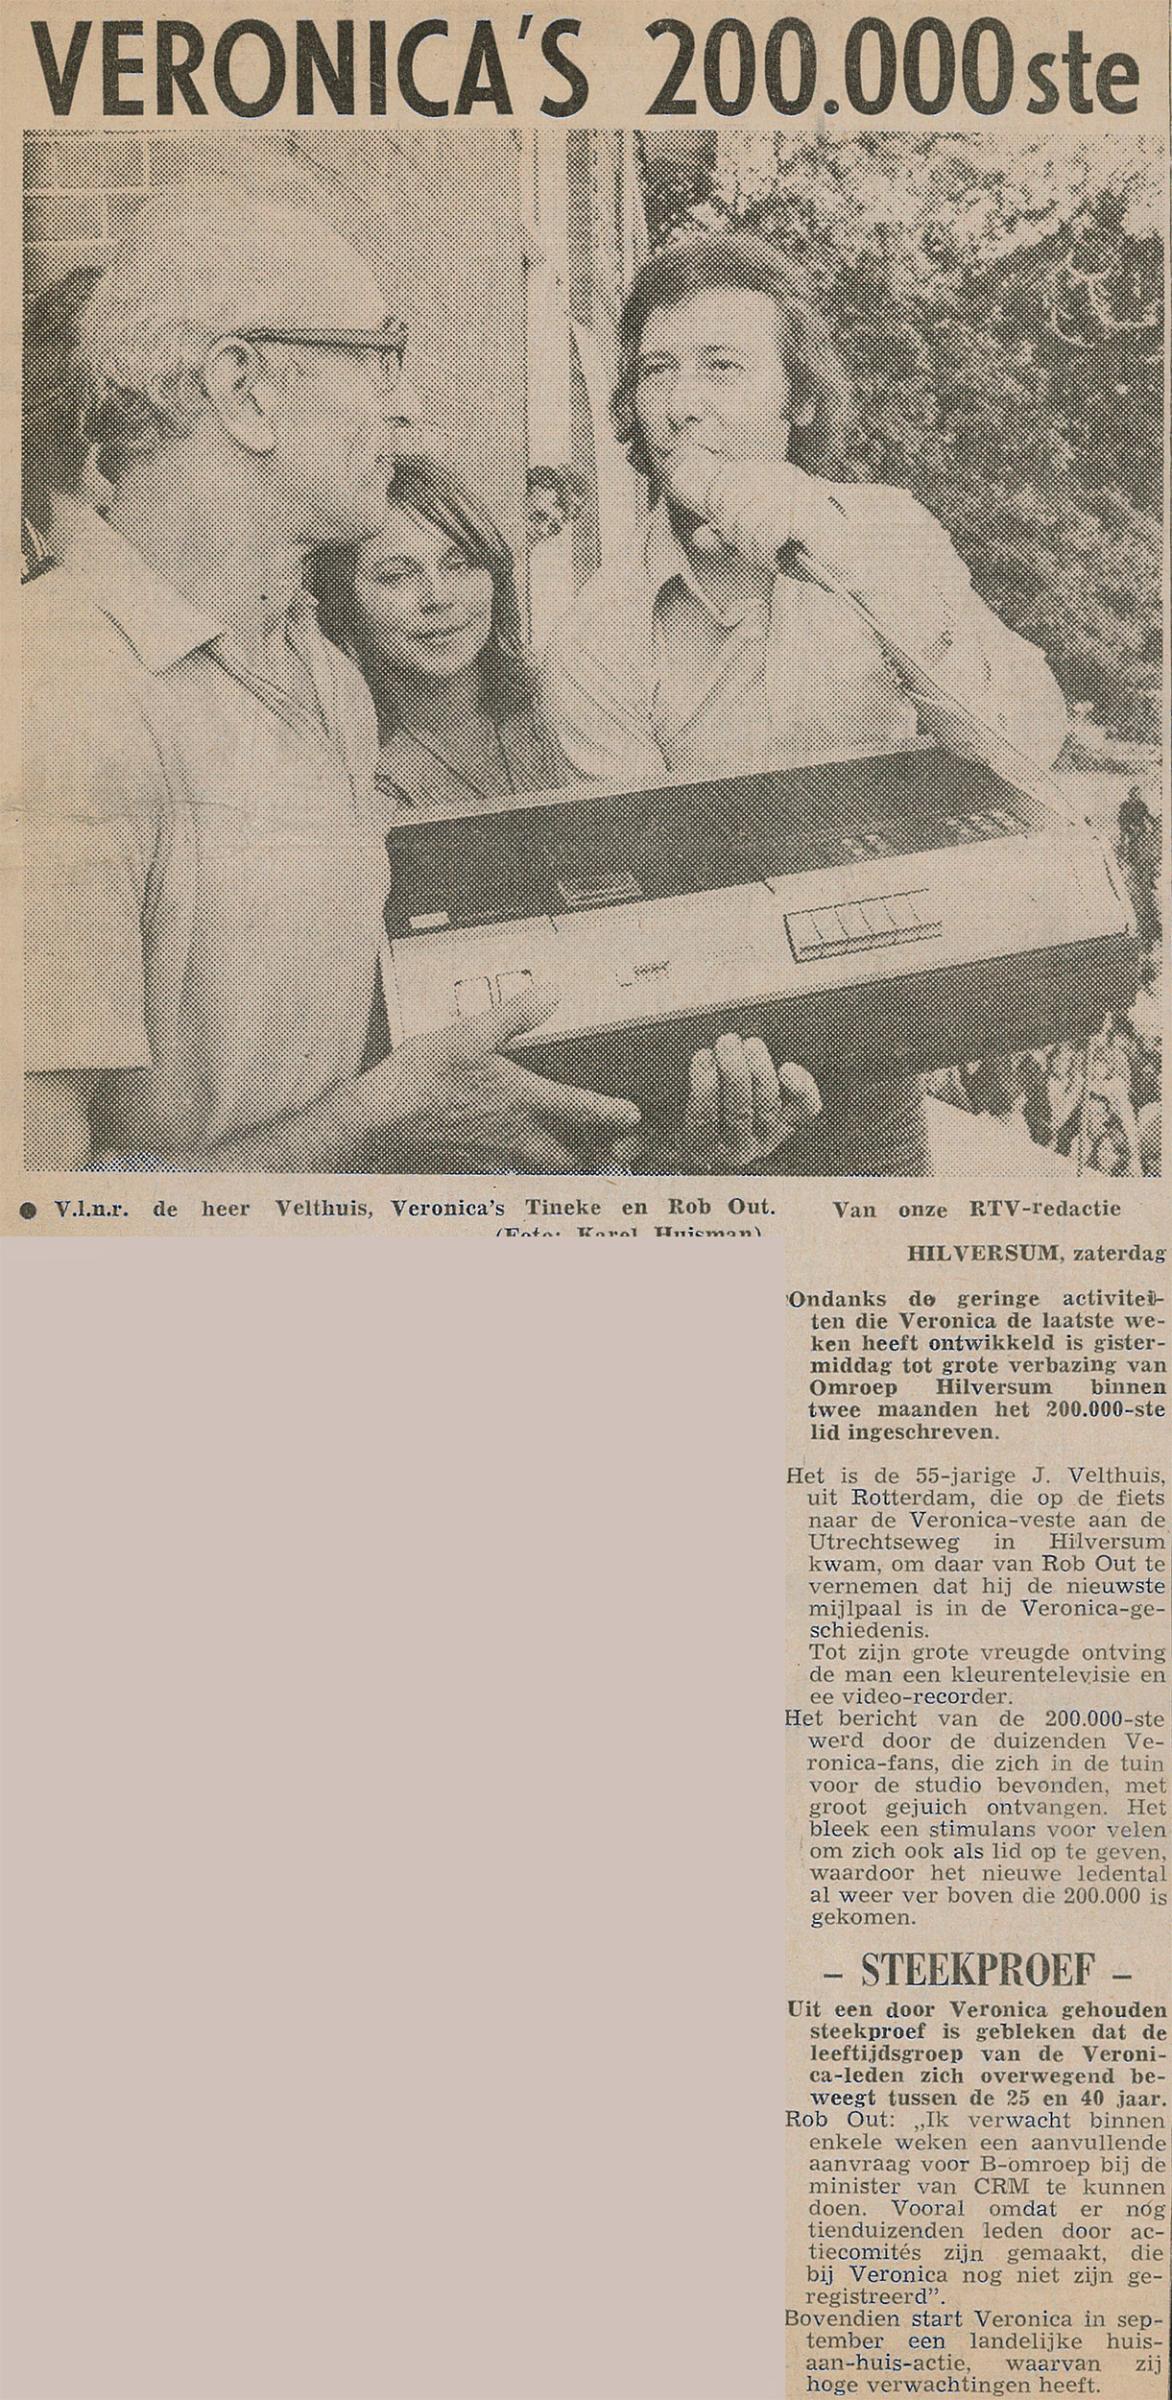 VERONICA'S 200.000ste
● V.l.n.r. de heer Velthuis, Veronica's Tineke en Rob Out.
(Foto: Karel Huisman)
Van onze RTV-redactie
HILVERSUM, zaterdag
Ondanks de geringe activitei-
ten die Veronica de laatste we-
ken heeft ontwikkeld is gister-
middag tot grote verbazing van
Omroep Hilversum binnen
twee maanden het 200.000-ste
lid ingeschreven.
Het is de 55-jarige J. Velthuis,
uit Rotterdam, die op de fiets
naar de Veronica-veste aan de
Utrechtseweg in Hilversum
kwam, om daar van Rob Out te
vernemen dat hij de nieuwste
mijlpaal is in de Veronica-ge-
schiedenis.
Tot zijn grote vreugde ontving
de man een kleurentelevisie en
ee video-recorder.
Het bericht van de 200.000-ste
werd door de duizenden Ve-
ronica-fans, die zich in de tuin
voor de studio bevonden, met
groot gejuich ontvangen. Het
bleek een stimulans voor velen
om zich ook als lid op te geven,
waardoor het nieuwe ledental
al weer ver boven die 200.000 is
gekomen.
– STEEKPROEF –
Uit een door Veronica gehouden
steekproef is gebleken dat de
leeftijdsgroep van de Veroni-
ca-leden zich overwegend be-
weegt tussen de 25 en 40 jaar.
Rob Out: „Ik verwacht binnen
enkele weken een aanvullende
aanvraag voor B-omroep bij de
minister van CRM te kunnen
doen. Vooral omdat er nóg
tienduizenden leden door ac-
tiecomités zijn gemaakt, die
bij Veronica nog niet zijn ge-
registreerd”.
Bovendien start Veronica in sep-
tember een landelijke huis-
aan-huis-actie, waarvan zij
hoge verwachtingen heeft.